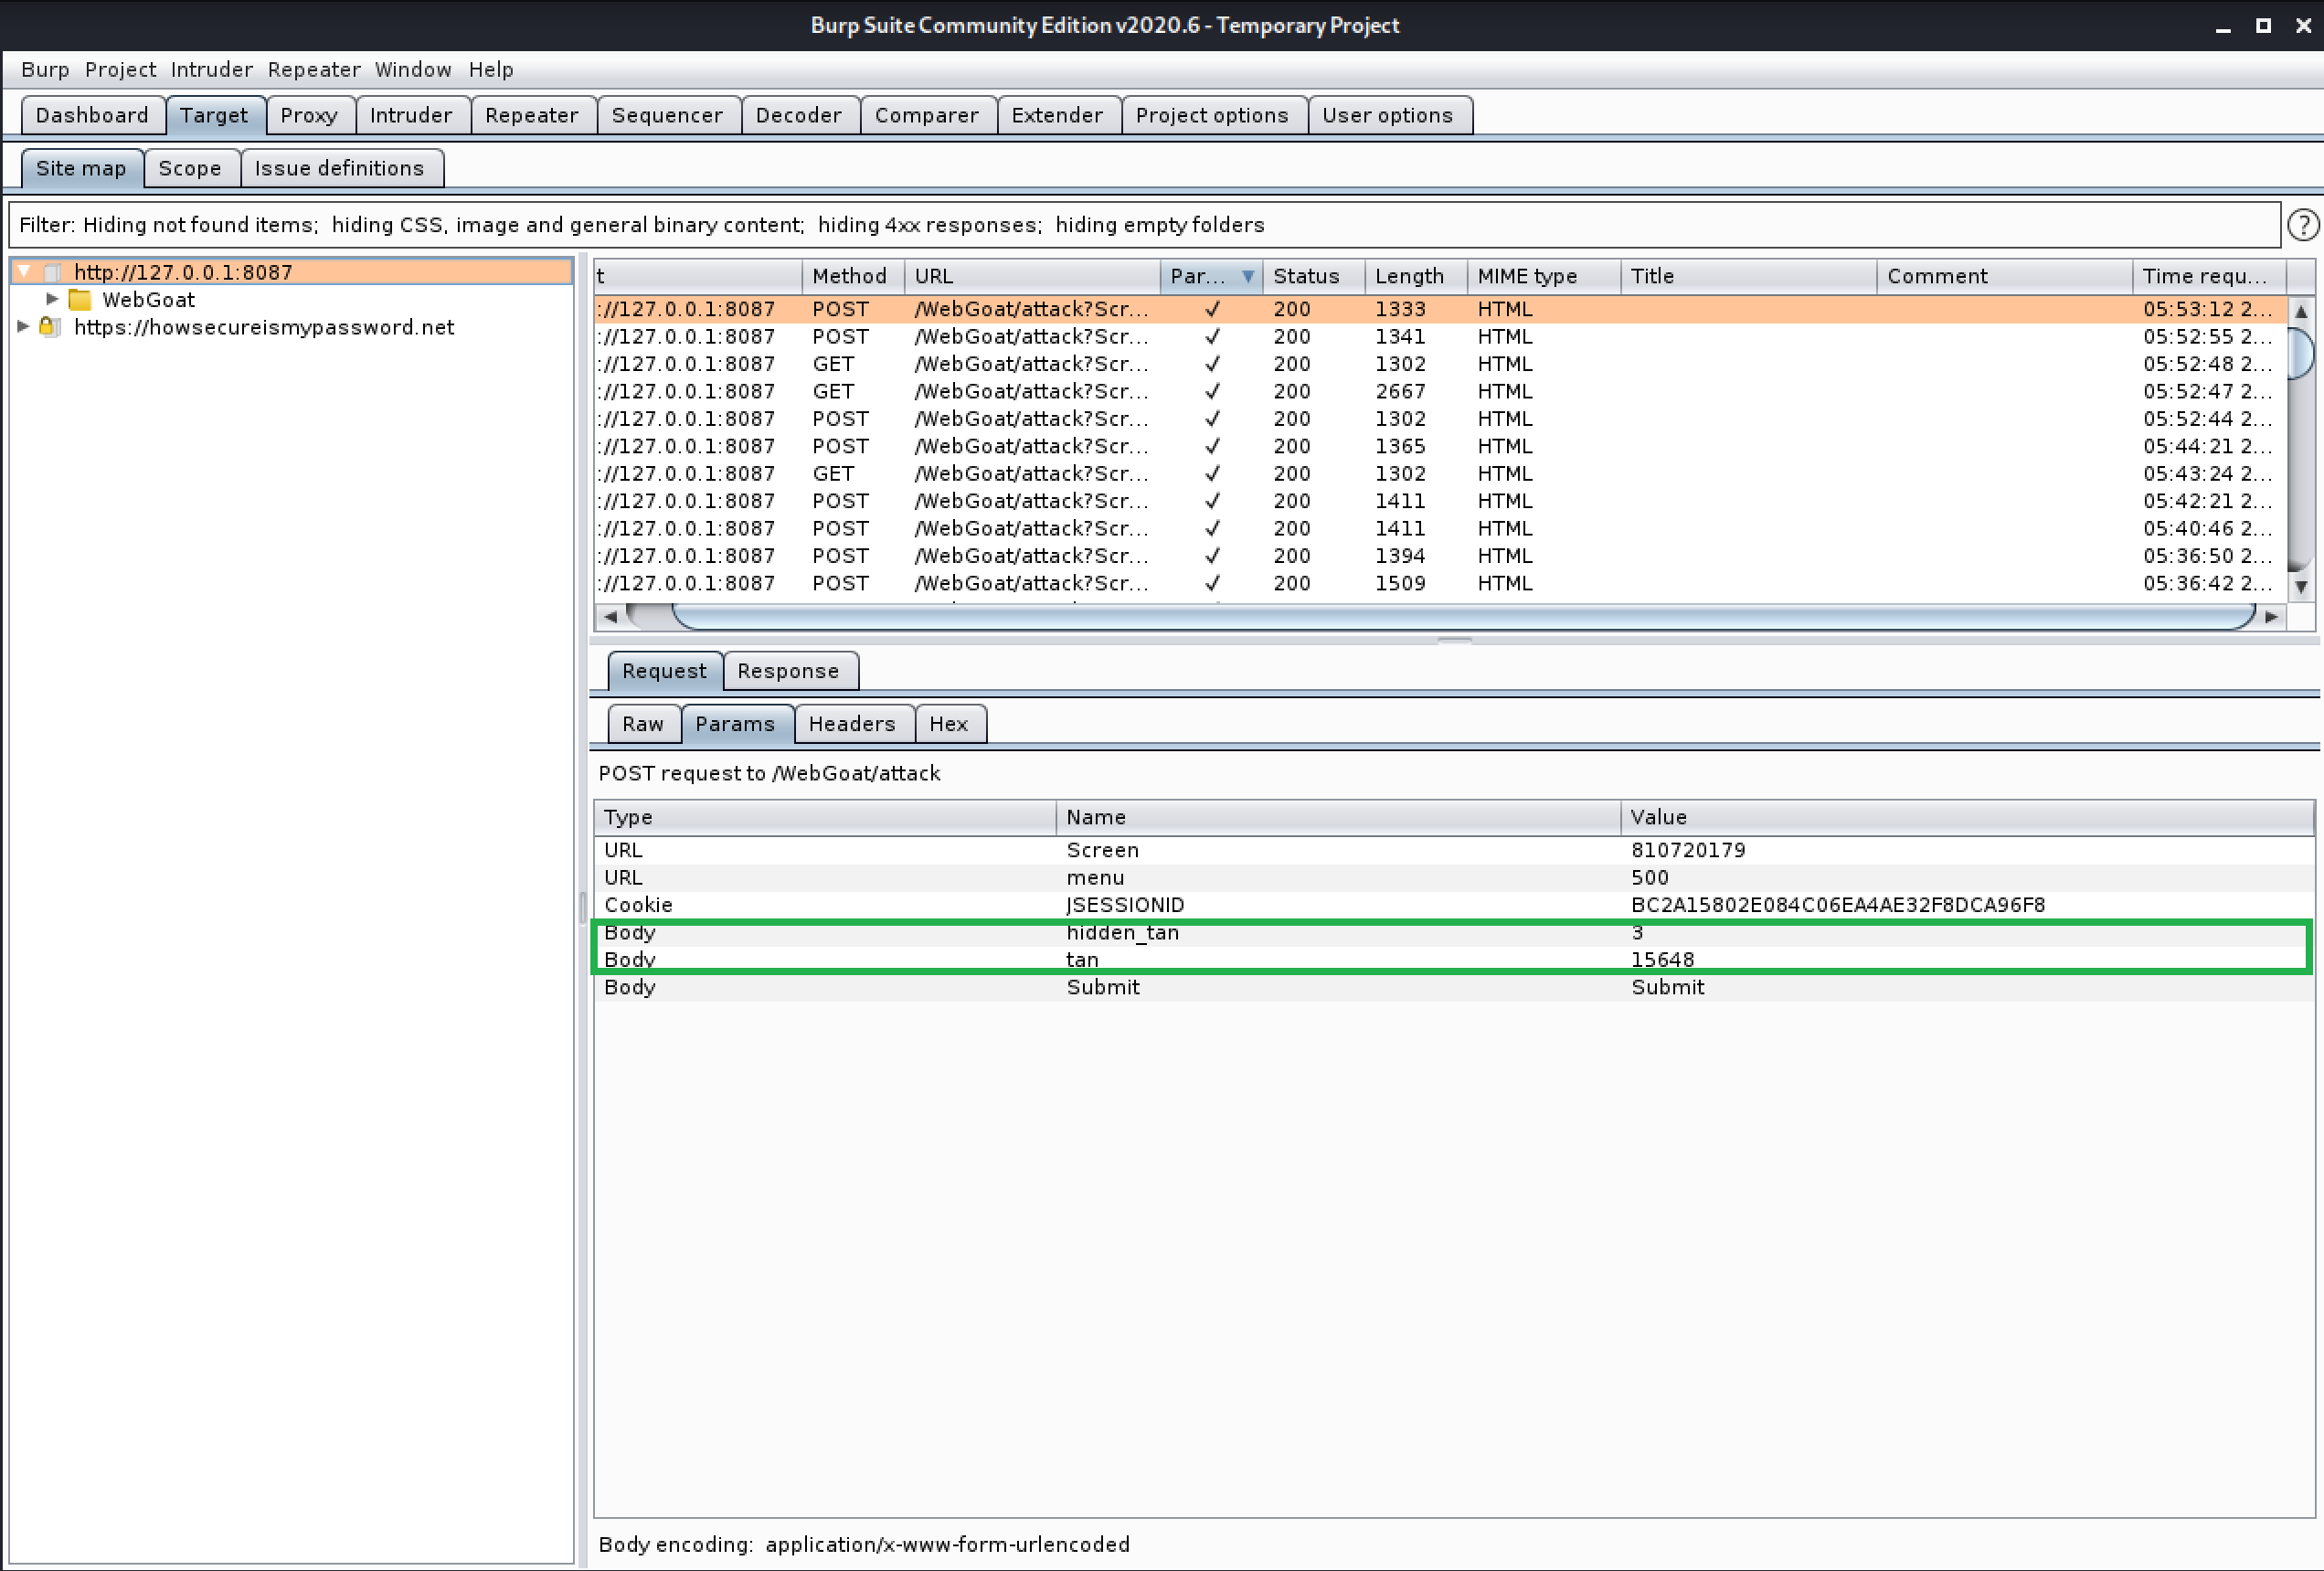 Burp Suite Community Edition v2020.6 - Temporary Project
Burp Project Intruder Repeater Window Help
Dashboard Target Proxy Intruder Repeater Sequencer Decoder Comparer Extender Project options User options
Site map Scope Issue definitions
Filter: Hiding not found items; hiding CSS, image and general binary content; hiding 4xx responses; hiding empty folders ?
http://127.0.0.1:8087
WebGoat
https://howsecureismypassword.net
t Method URL Par... Status Length MIME type Title Comment Time requ...
://127.0.0.1:8087 POST /WebGoat/attack?Scr... ✓ 200 1333 HTML 05:53:12 2...
://127.0.0.1:8087 POST /WebGoat/attack?Scr... ✓ 200 1341 HTML 05:52:55 2...
://127.0.0.1:8087 GET /WebGoat/attack?Scr... ✓ 200 1302 HTML 05:52:48 2...
://127.0.0.1:8087 GET /WebGoat/attack?Scr... ✓ 200 2667 HTML 05:52:47 2...
://127.0.0.1:8087 POST /WebGoat/attack?Scr... ✓ 200 1302 HTML 05:52:44 2...
://127.0.0.1:8087 POST /WebGoat/attack?Scr... ✓ 200 1365 HTML 05:44:21 2...
://127.0.0.1:8087 GET /WebGoat/attack?Scr... ✓ 200 1302 HTML 05:43:24 2...
://127.0.0.1:8087 POST /WebGoat/attack?Scr... ✓ 200 1411 HTML 05:42:21 2...
://127.0.0.1:8087 POST /WebGoat/attack?Scr... ✓ 200 1411 HTML 05:40:46 2...
://127.0.0.1:8087 POST /WebGoat/attack?Scr... ✓ 200 1394 HTML 05:36:50 2...
://127.0.0.1:8087 POST /WebGoat/attack?Scr... ✓ 200 1509 HTML 05:36:42 2...
Request Response
Raw Params Headers Hex
POST request to /WebGoat/attack
Type Name Value
URL Screen 810720179
URL menu 500
Cookie JSESSIONID BC2A15802E084C06EA4AE32F8DCA96F8
Body hidden_tan 3
Body tan 15648
Body Submit Submit
Body encoding: application/x-www-form-urlencoded